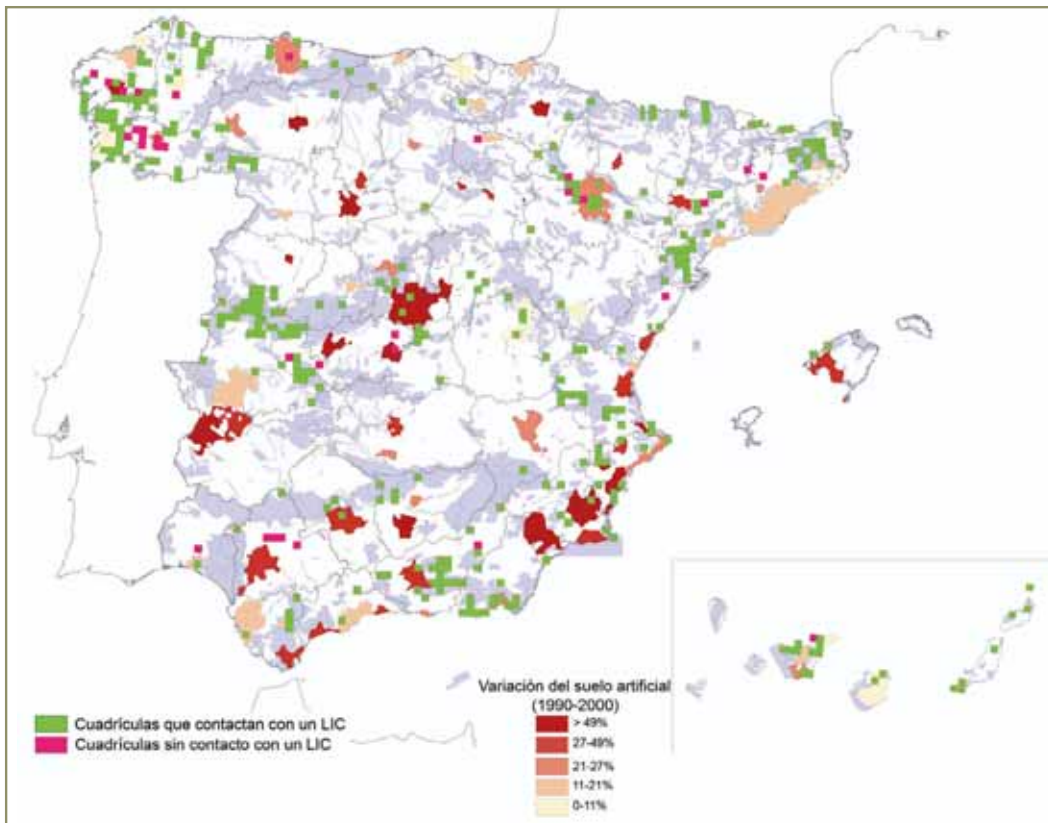 Variación del suelo artificial
(1990-2000)
> 49%
27-49%
21-27%
11-21%
0-11%
Cuadrículas que contactan con un LIC
Cuadrículas sin contacto con un LIC